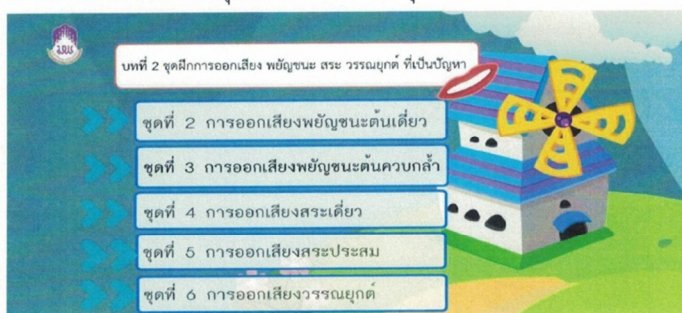 บทที่ 2 ชุดฝึกการออกเสียง พยัญชนะ สระ วรรณยุกต์ ที่เป็นปัญหา
ชุดที่ 2 การออกเสียงพยัญชนะต้นเดี่ยว
ชุดที่ 3 การออกเสียงพยัญชนะต้นควบกล้ำ
ชุดที่ 4 การออกเสียงสระเดี่ยว
ชุดที่ 5 การออกเสียงสระประสม
ชุดที่ 6 การออกเสียงวรรณยุกต์